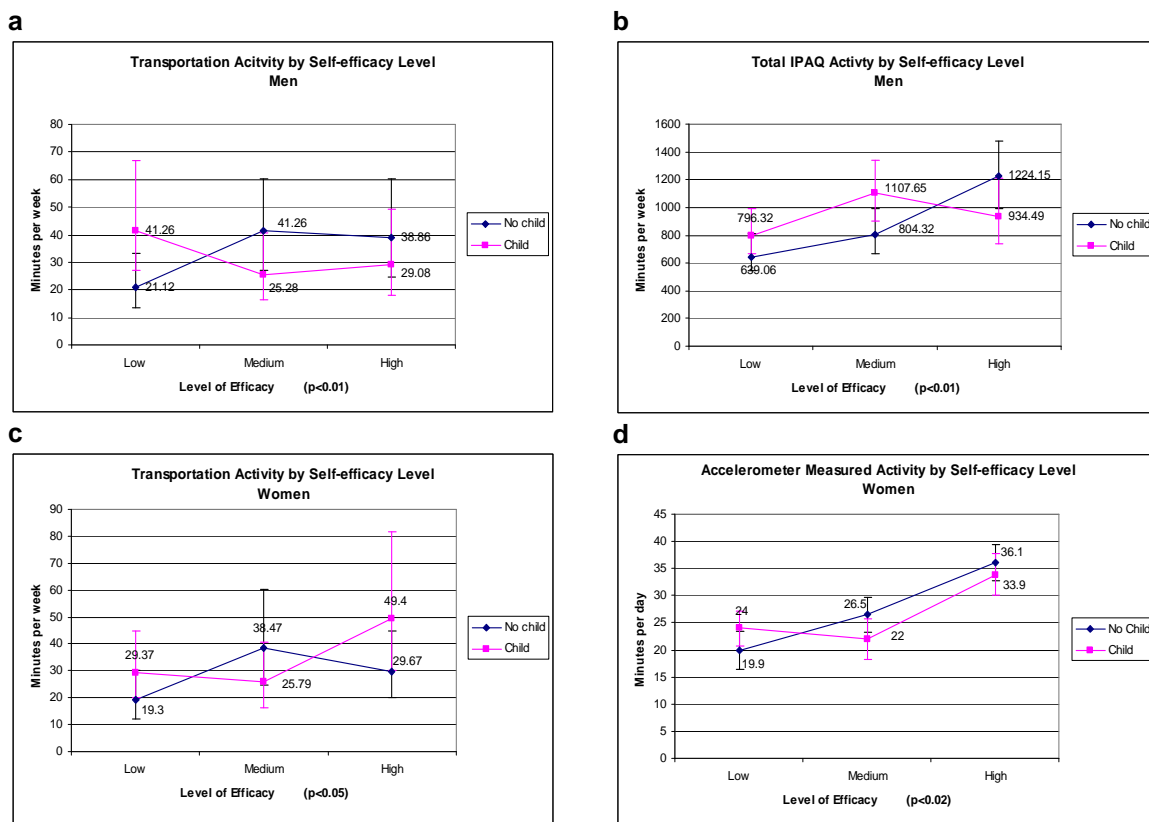 a
Transportation Acitvity by Self-efficacy Level
Men
80
70
60
50
40
30
20
10
0
Minutes per week
41.26
21.12
41.26
25.28
38.86
29.08
Low
Medium
High
Level of Efficacy (p<0.01)
No child
Child
b
Total IPAQ Activty by Self-efficacy Level
Men
1600
1400
1200
1000
800
600
400
200
0
Minutes per week
796.32
639.06
1107.65
804.32
1224.15
934.49
Low
Medium
High
Level of Efficacy (p<0.01)
No child
Child
c
Transportation Activity by Self-efficacy Level
Women
90
80
70
60
50
40
30
20
10
0
Minutes per week
29.37
19.3
38.47
25.79
49.4
29.67
Low
Medium
High
Level of Efficacy (p<0.05)
No child
Child
d
Accelerometer Measured Activity by Self-efficacy Level
Women
45
40
35
30
25
20
15
10
5
0
Minutes per day
24
19.9
26.5
22
36.1
33.9
Low
Medium
High
Level of Efficacy (p<0.02)
No Child
Child